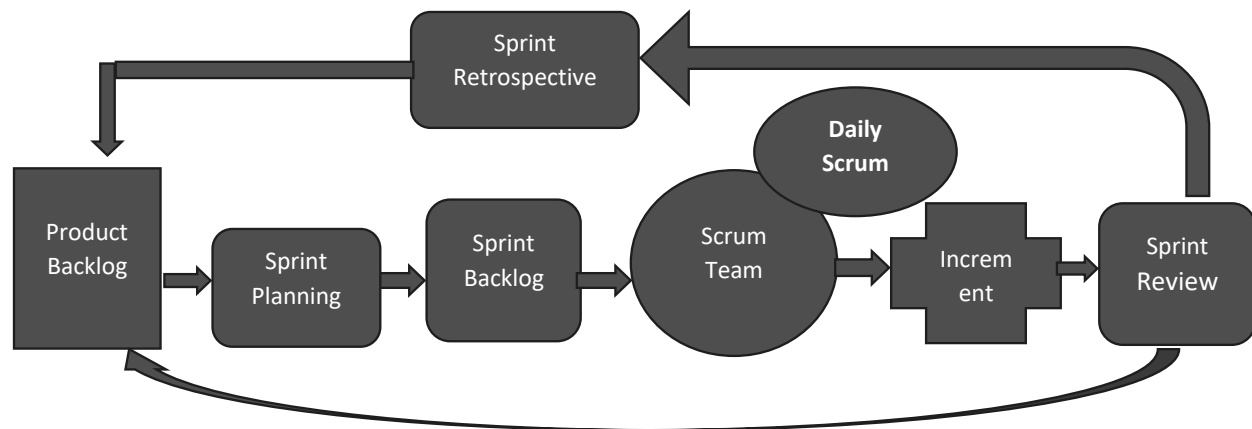 Sprint
Retrospective
Daily
Scrum
Product
Backlog
Sprint
Planning
Sprint
Backlog
Scrum
Team
Increm
ent
Sprint
Review